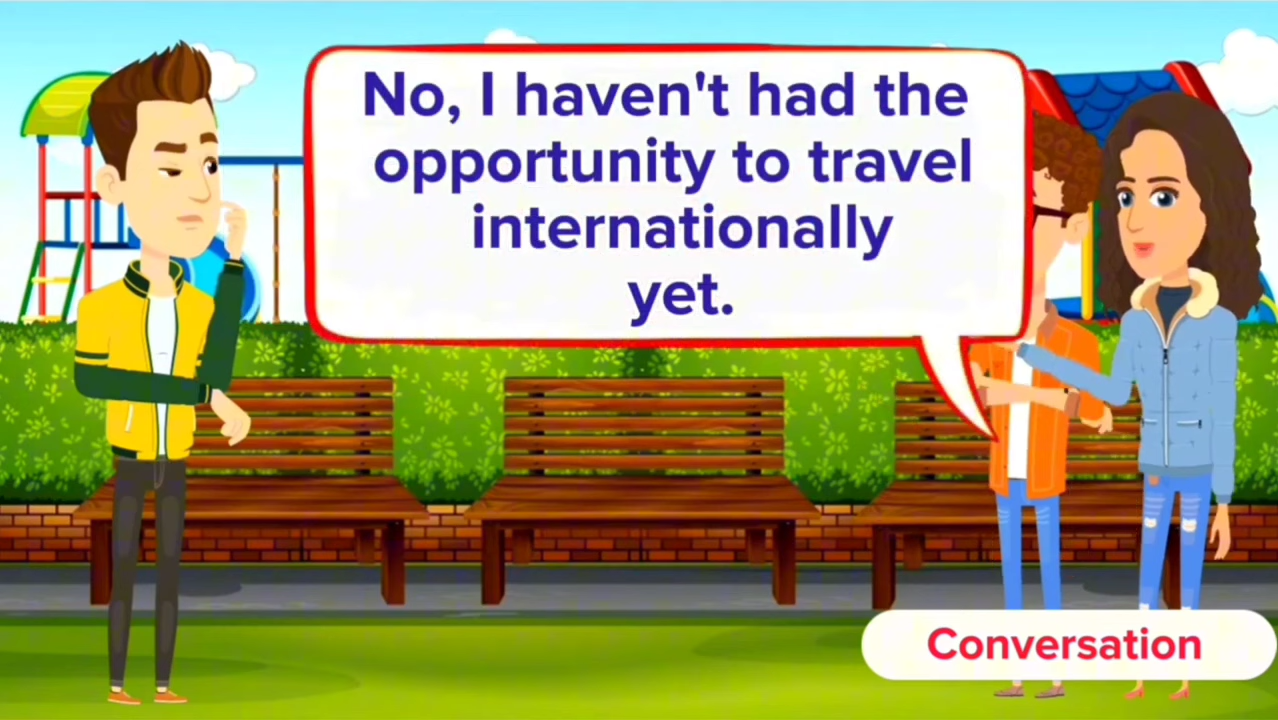 No, I haven't had the
opportunity to travel
internationally
yet.
Conversation